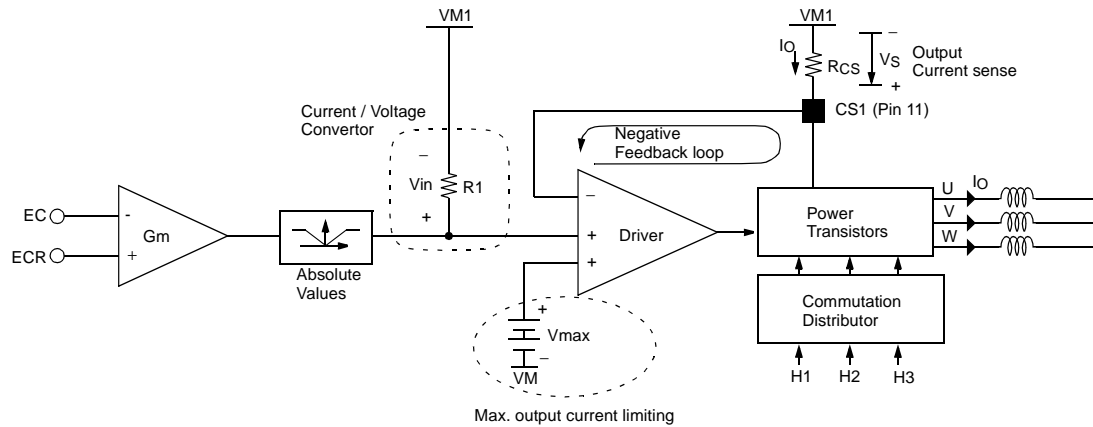 VM1
VM1
IO
RCS
−
VS
+
Output
Current sense
CS1 (Pin 11)
Current / Voltage
Convertor
−
Vin
R1
+
Negative
Feedback loop
EC
ECR
-
+
Gm
Absolute
Values
−
+
+
Driver
Power
Transistors
U
IO
V
W
Commutation
Distributor
H1
H2
H3
+
Vmax
−
VM
Max. output current limiting